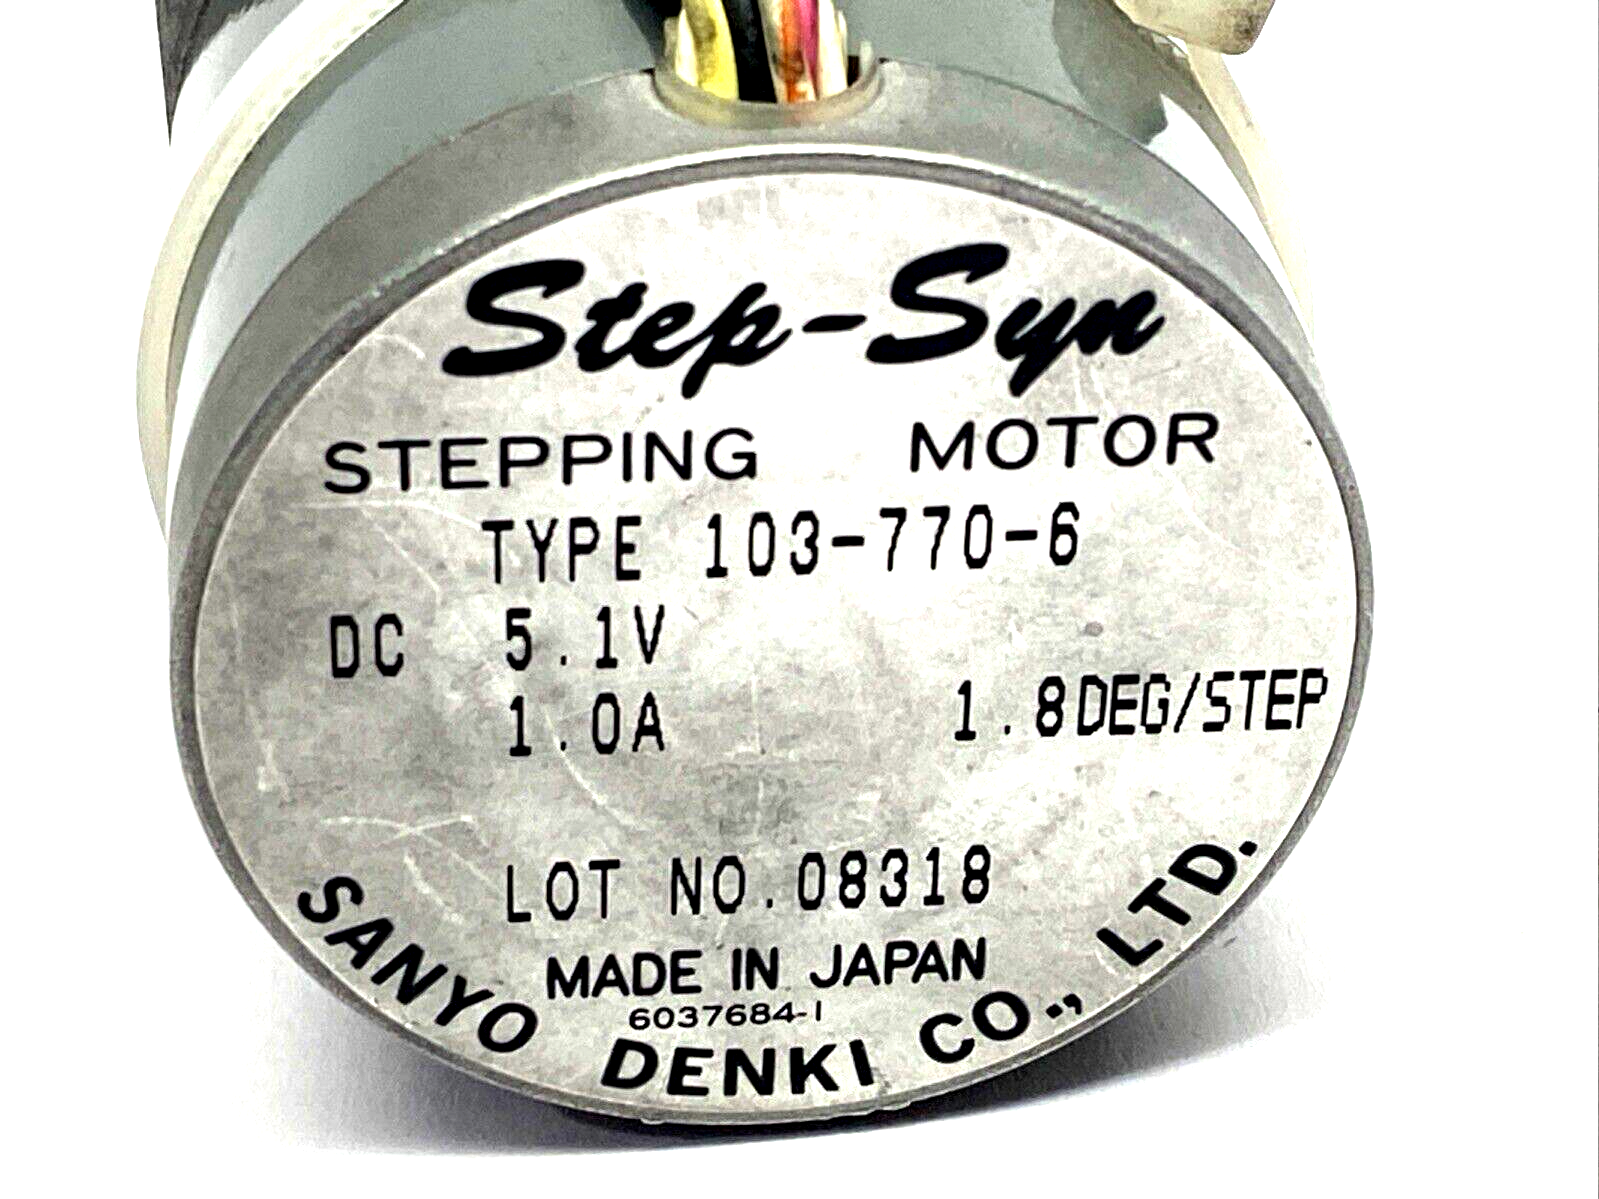 Step-Syn
STEPPING MOTOR
TYPE 103-770-6
DC 5.1V
1.0A 1.8DEG/STEP
LOT NO.08318
MADE IN JAPAN
6037684-1
SANYO DENKI CO., LTD.